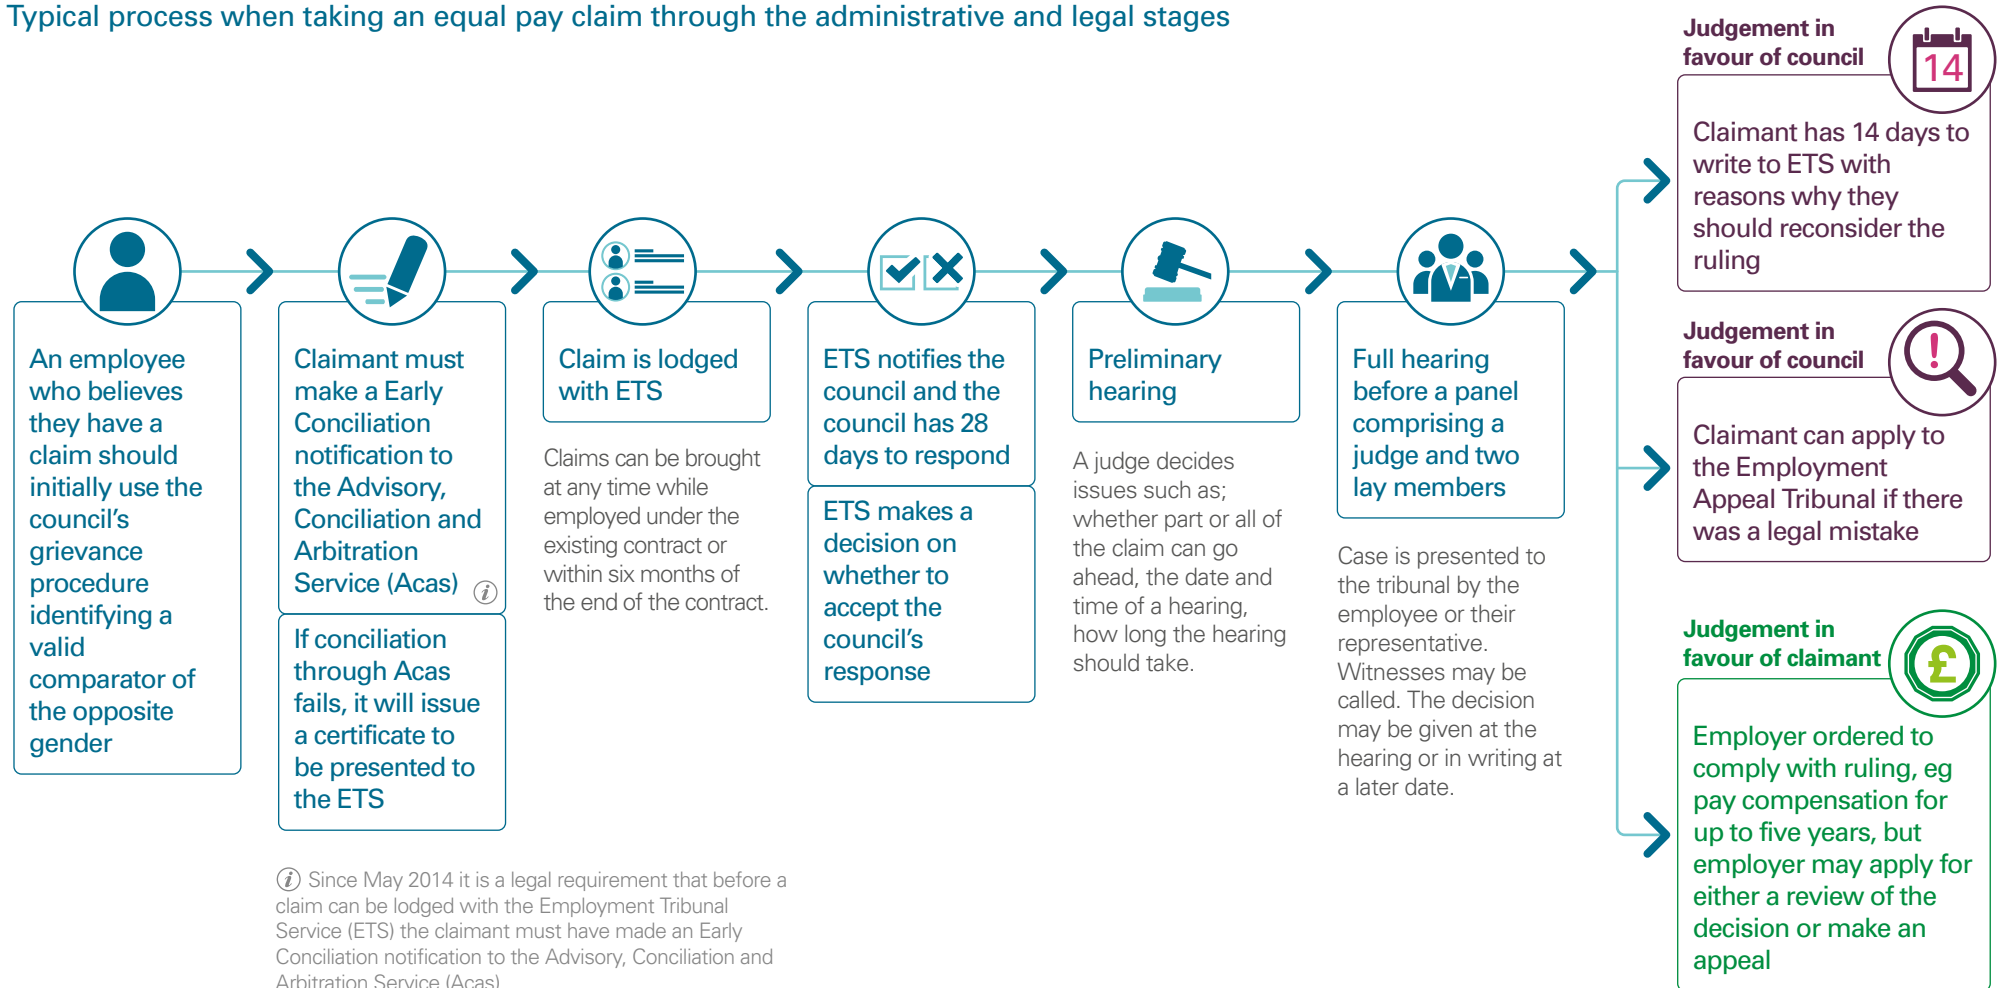 Typical process when taking an equal pay claim through the administrative and legal stages
An employee
who believes
they have a
claim should
initially use the
council’s
grievance
procedure
identifying a
valid
comparator of
the opposite
gender
Claimant must
make a Early
Conciliation
notification to
the Advisory,
Conciliation and
Arbitration
Service (Acas) i
If conciliation
through Acas
fails, it will issue
a certificate to
be presented to
the ETS
i Since May 2014 it is a legal requirement that before a
claim can be lodged with the Employment Tribunal
Service (ETS) the claimant must have made an Early
Conciliation notification to the Advisory, Conciliation and
Arbitration Service (Acas)
Claim is lodged
with ETS
Claims can be brought
at any time while
employed under the
existing contract or
within six months of
the end of the contract.
ETS notifies the
council and the
council has 28
days to respond
ETS makes a
decision on
whether to
accept the
council’s
response
Preliminary
hearing
A judge decides
issues such as;
whether part or all of
the claim can go
ahead, the date and
time of a hearing,
how long the hearing
should take.
Full hearing
before a panel
comprising a
judge and two
lay members
Case is presented to
the tribunal by the
employee or their
representative.
Witnesses may be
called. The decision
may be given at the
hearing or in writing at
a later date.
Judgement in
favour of council
14
Claimant has 14 days to
write to ETS with
reasons why they
should reconsider the
ruling
Judgement in
favour of council
!
Claimant can apply to
the Employment
Appeal Tribunal if there
was a legal mistake
Judgement in
favour of claimant
£
Employer ordered to
comply with ruling, eg
pay compensation for
up to five years, but
employer may apply for
either a review of the
decision or make an
appeal